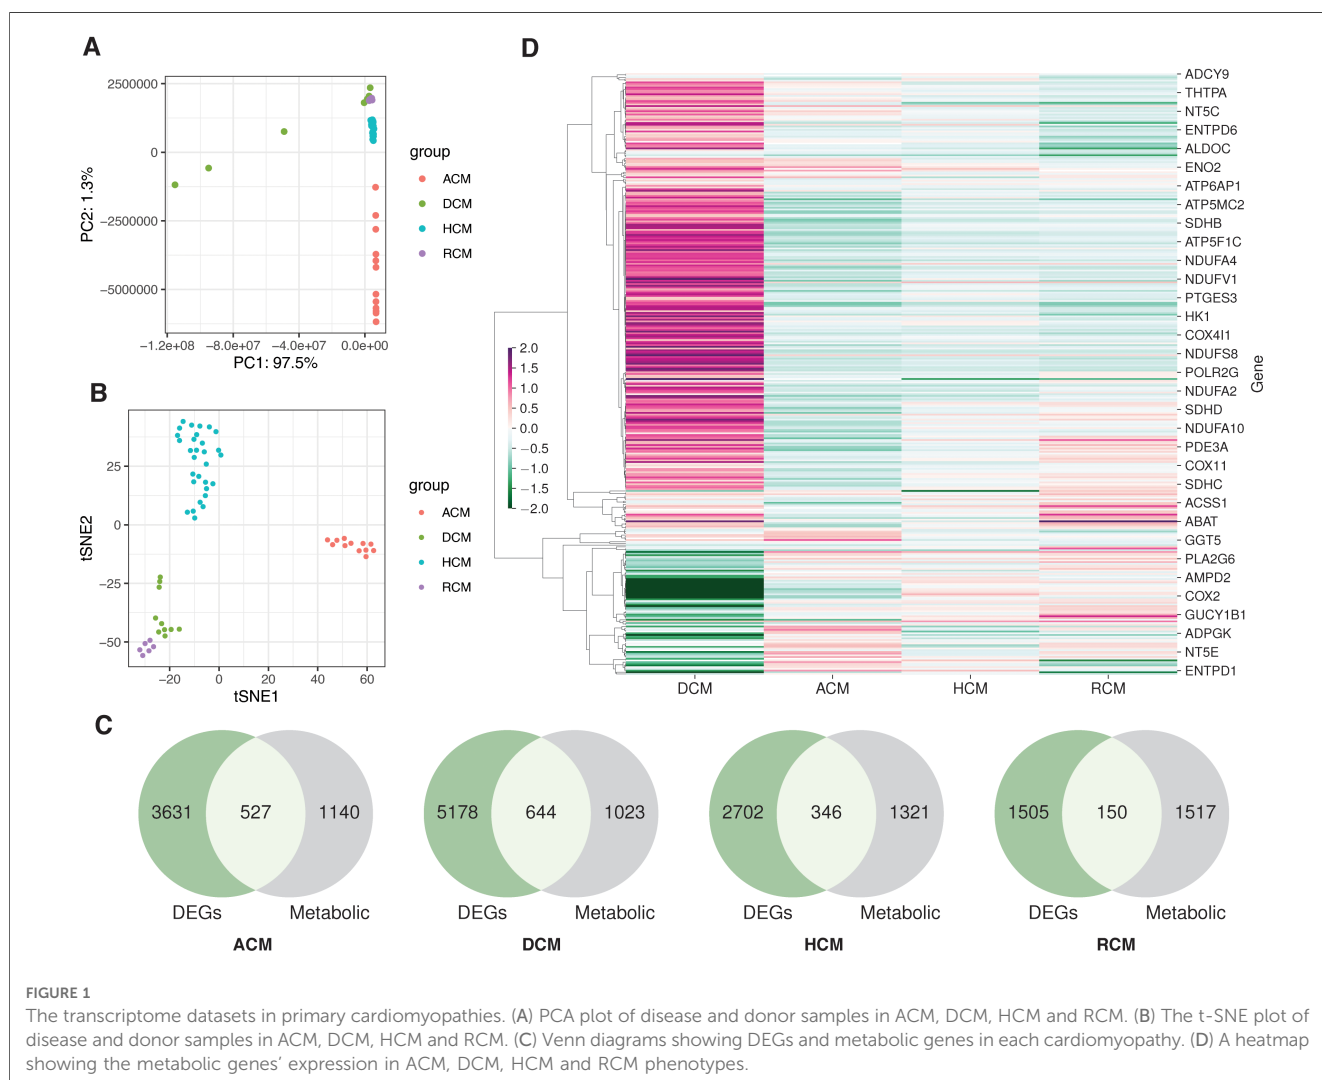 A
2500000
0
−2500000
−5000000
PC2: 1.3%
−1.2e+08
−8.0e+07
−4.0e+07
0.0e+00
PC1: 97.5%
group
ACM
DCM
HCM
RCM
B
25
0
−25
−50
tSNE2
−20
0
20
40
60
tSNE1
group
ACM
DCM
HCM
RCM
D
2.0
1.5
1.0
0.5
0.0
−0.5
−1.0
−1.5
−2.0
ADCY9
THTPA
NT5C
ENTPD6
ALDOC
ENO2
ATP6AP1
ATP5MC2
SDHB
ATP5F1C
NDUFA4
NDUFV1
PTGES3
HK1
COX4I1
NDUFS8
POLR2G
NDUFA2
SDHD
NDUFA10
PDE3A
COX11
SDHC
ACSS1
ABAT
GGT5
PLA2G6
AMPD2
COX2
GUCY1B1
ADPGK
NT5E
ENTPD1
Gene
DCM
ACM
HCM
RCM
C
3631
527
1140
DEGs
Metabolic
ACM
5178
644
1023
DEGs
Metabolic
DCM
2702
346
1321
DEGs
Metabolic
HCM
1505
150
1517
DEGs
Metabolic
RCM
FIGURE 1
The transcriptome datasets in primary cardiomyopathies. (A) PCA plot of disease and donor samples in ACM, DCM, HCM and RCM. (B) The t-SNE plot of
disease and donor samples in ACM, DCM, HCM and RCM. (C) Venn diagrams showing DEGs and metabolic genes in each cardiomyopathy. (D) A heatmap
showing the metabolic genes’ expression in ACM, DCM, HCM and RCM phenotypes.